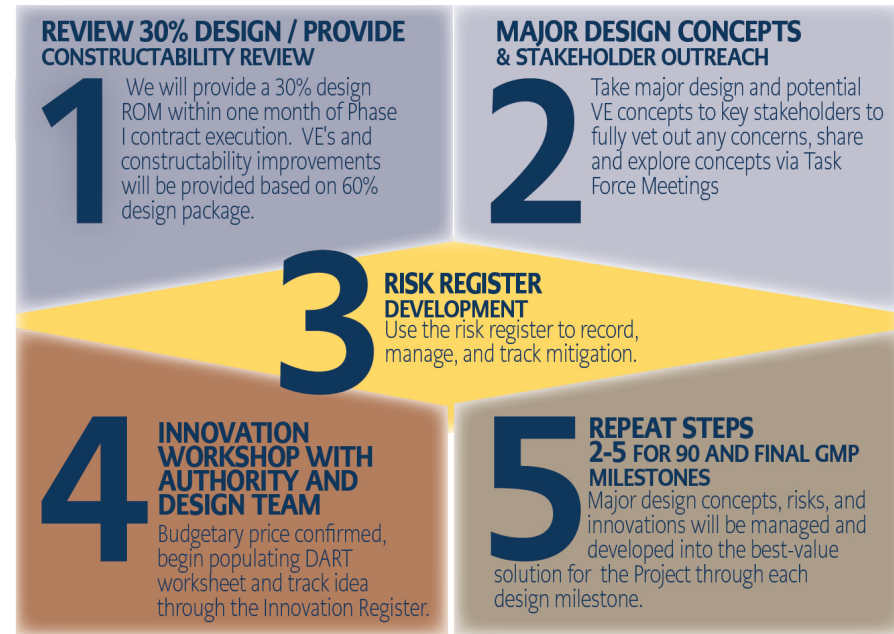 REVIEW 30% DESIGN / PROVIDE
CONSTRUCTABILITY REVIEW
1
We will provide a 30% design
ROM within one month of Phase
I contract execution.  VE's and
constructability improvements
will be provided based on 60%
design package.
MAJOR DESIGN CONCEPTS
& STAKEHOLDER OUTREACH
2
Take major design and potential
VE concepts to key stakeholders to
fully vet out any concerns, share
and explore concepts via Task
Force Meetings
3
RISK REGISTER
DEVELOPMENT
Use the risk register to record,
manage, and track mitigation.
4
INNOVATION
WORKSHOP WITH
AUTHORITY AND
DESIGN TEAM
Budgetary price confirmed,
begin populating DART
worksheet and track idea
through the Innovation Register.
5
REPEAT STEPS
2-5 FOR 90 AND FINAL GMP
MILESTONES
Major design concepts, risks, and
innovations will be managed and
developed into the best-value
solution for  the Project through each
design milestone.